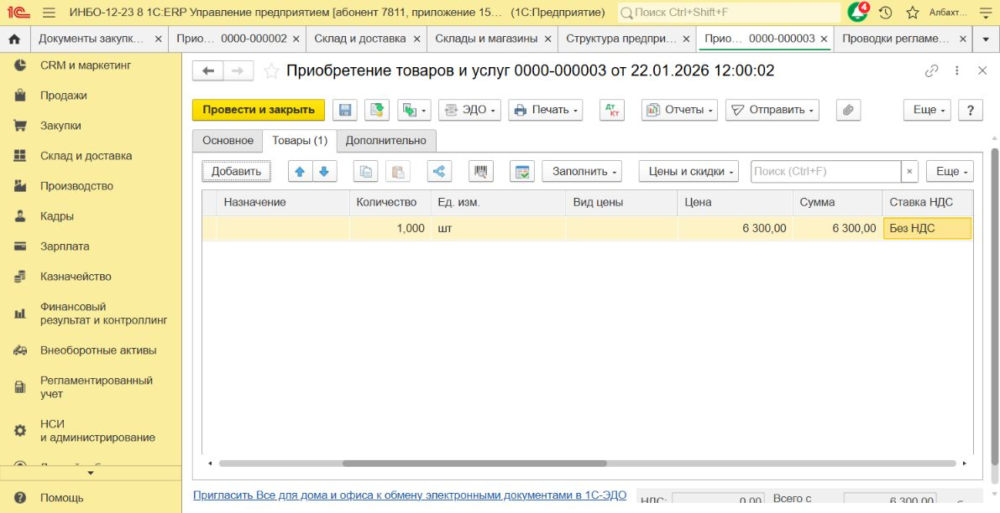 1С ИНБО-12-23 8 1С:ERP Управление предприятием [абонент 7811, приложение 15... (1С:Предприятие) Поиск Ctrl+Shift+F 4 Албахт...
Документы закупк... × Прио... 0000-000002 × Склад и доставка × Склады и магазины × Структура предпри... × Прио... 0000-000003 × Проводки регламе... ×
CRM и маркетинг
Продажи
Закупки
Склад и доставка
Производство
Кадры
Зарплата
Казначейство
Финансовый
результат и контроллинг
Внеоборотные активы
Регламентированный
учет
НСИ
и администрирование
Помощь
Приобретение товаров и услуг 0000-000003 от 22.01.2026 12:00:02
Провести и закрыть ЭДО Печать Дт Кт Отчеты Отправить Еще ?
Основное Товары (1) Дополнительно
Добавить Заполнить Цены и скидки Поиск (Ctrl+F) × Еще
Назначение Количество Ед. изм. Вид цены Цена Сумма Ставка НДС
1,000 шт 6 300,00 6 300,00 Без НДС
Пригласить Все для дома и офиса к обмену электронными документами в 1С-ЭДО НДС: 0,00 Всего с 6 300,00